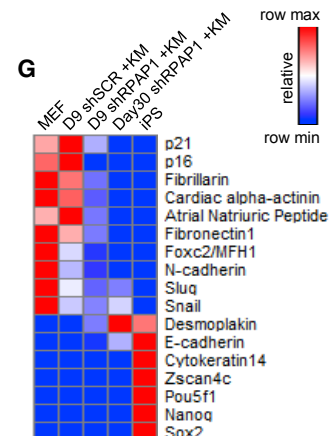 G
MEF
D9 shSCR +KM
D9 shRPAP1 +KM
Day30 shRPAP1 +KM
iPS
row max
relative
row min
p21
p16
Fibrillarin
Cardiac alpha-actinin
Atrial Natriuric Peptide
Fibronectin1
Foxc2/MFH1
N-cadherin
Slug
Snail
Desmoplakin
E-cadherin
Cytokeratin14
Zscan4c
Pou5f1
Nanog
Sox2